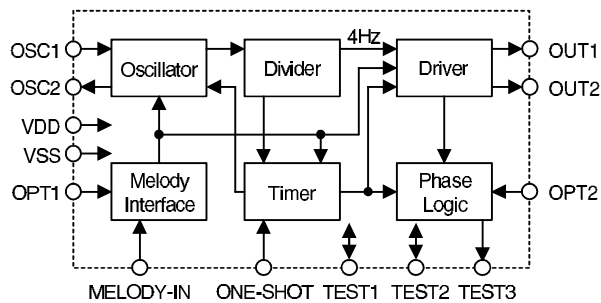 4Hz
OSC1
Oscillator
Divider
Driver
OUT1
OSC2
OUT2
VDD
VSS
OPT1
Melody
Interface
Timer
Phase
Logic
OPT2
MELODY-IN
ONE-SHOT
TEST1
TEST2
TEST3